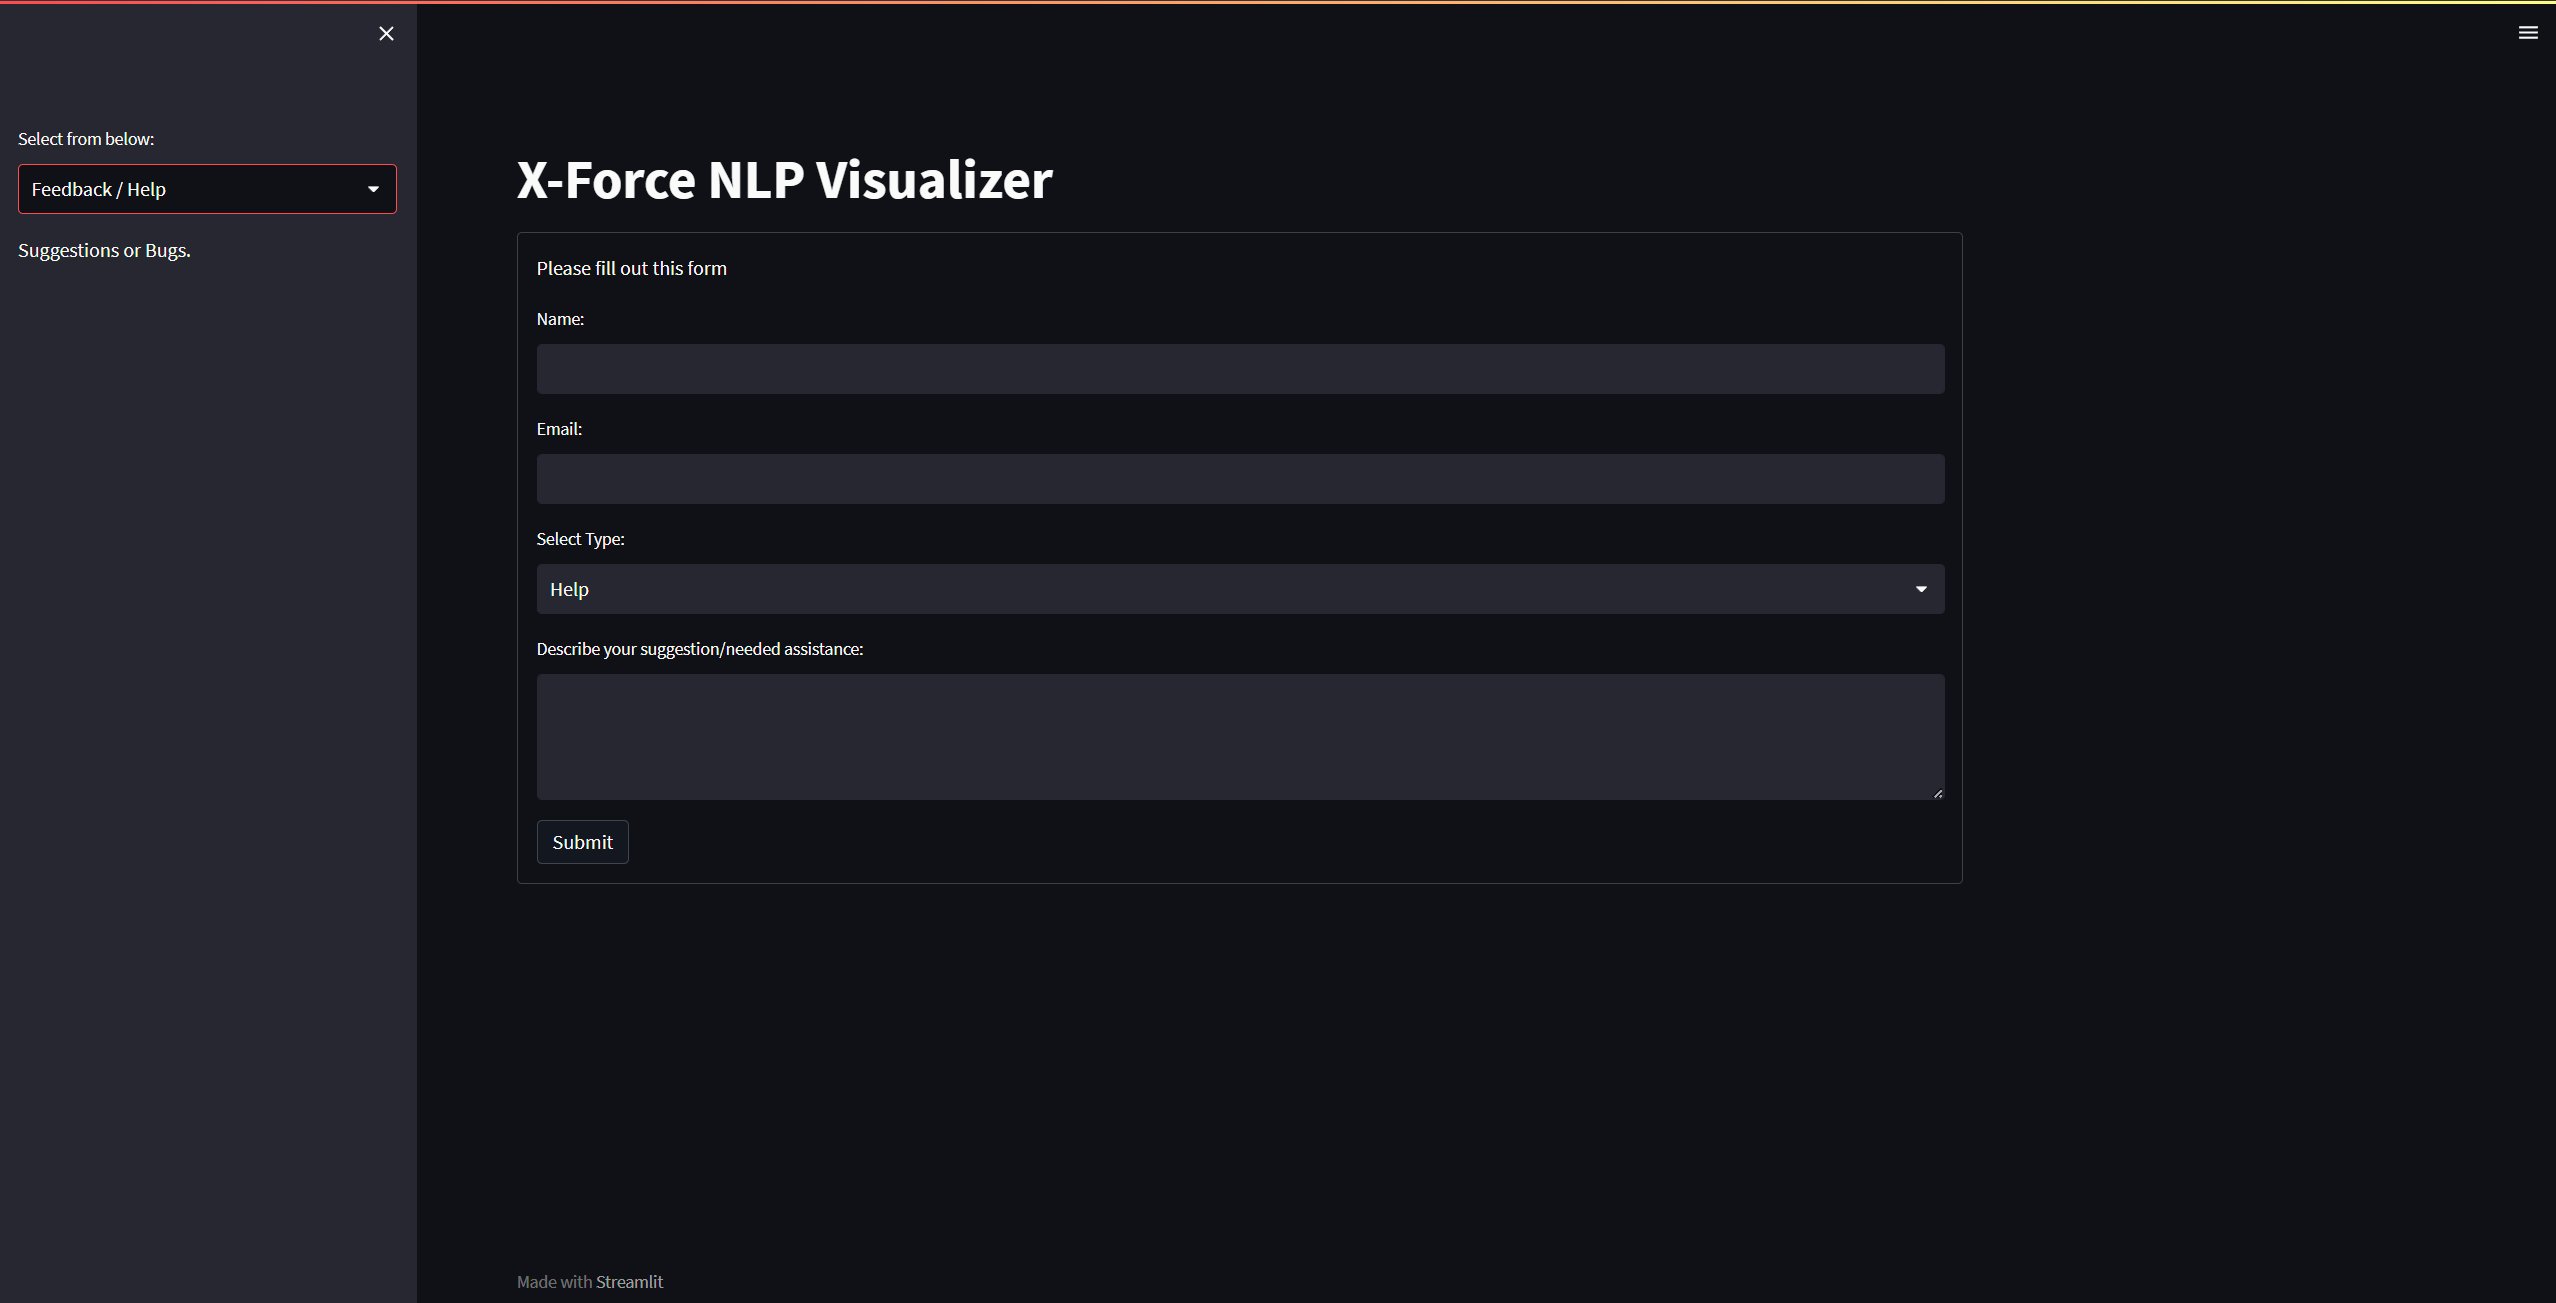 Select from below:
Feedback / Help
Suggestions or Bugs.
X-Force NLP Visualizer
Please fill out this form
Name:
Email:
Select Type:
Help
Describe your suggestion/needed assistance:
Submit
Made with Streamlit